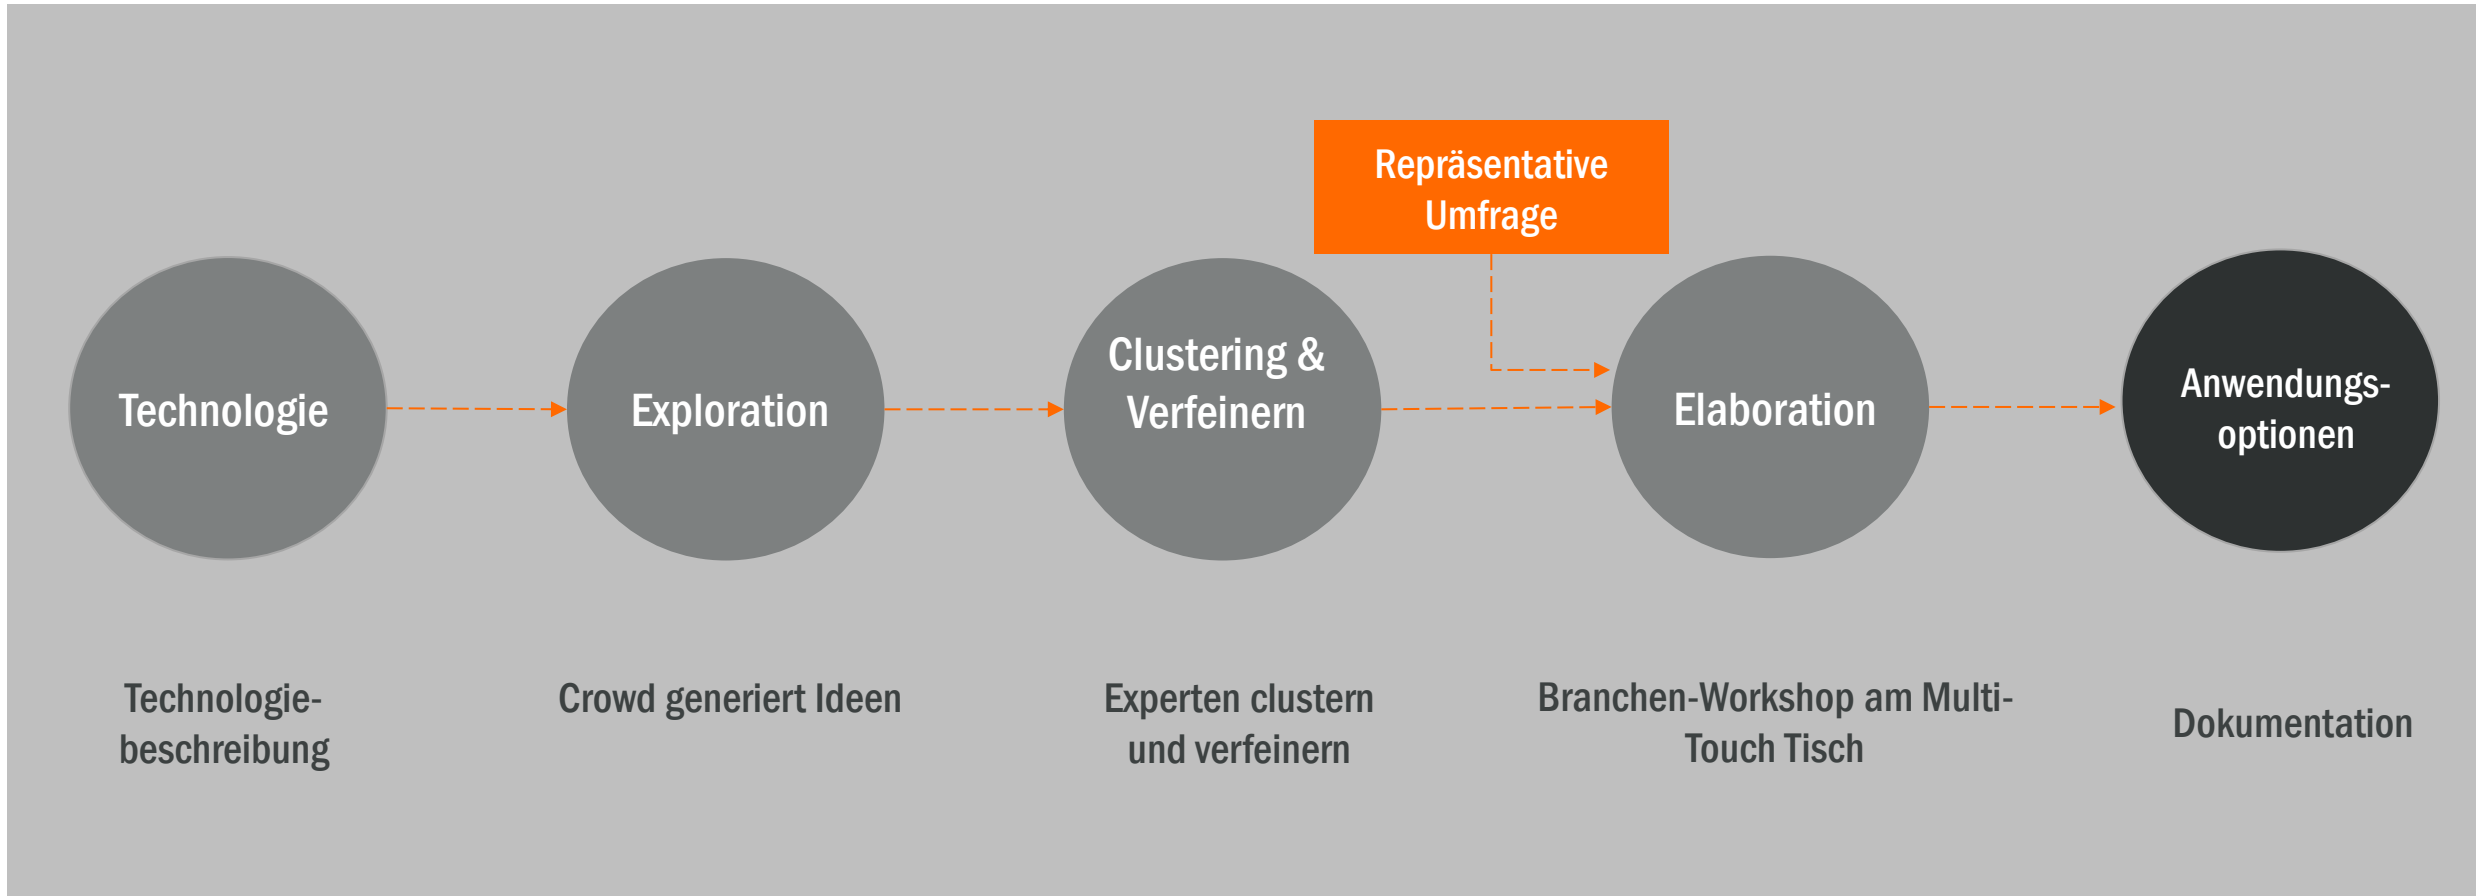 Repräsentative
Umfrage
Technologie
Exploration
Clustering &
Verfeinern
Elaboration
Anwendungs-
optionen
Technologie-
beschreibung
Crowd generiert Ideen
Experten clustern
und verfeinern
Branchen-Workshop am Multi-
Touch Tisch
Dokumentation